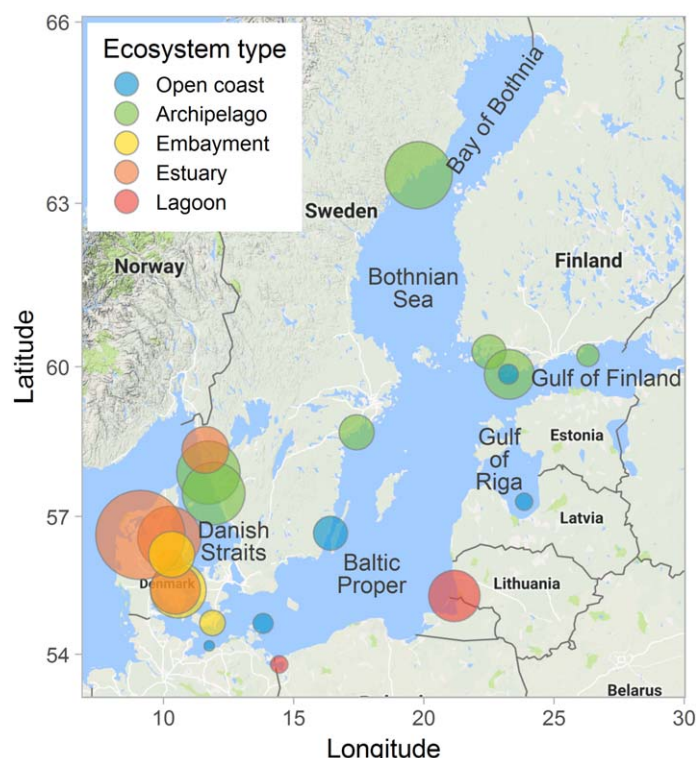 66
Ecosystem type
Open coast
Archipelago
Embayment
Estuary
Lagoon
Bay of Bothnia
63
Sweden
Norway
Finland
Bothnian
Sea
Latitude
60
Gulf of Finland
Gulf
of
Riga
Estonia
57
Danish
Straits
Latvia
Baltic
Proper
Denmark
Lithuania
54
Belarus
10
15
20
25
30
Longitude